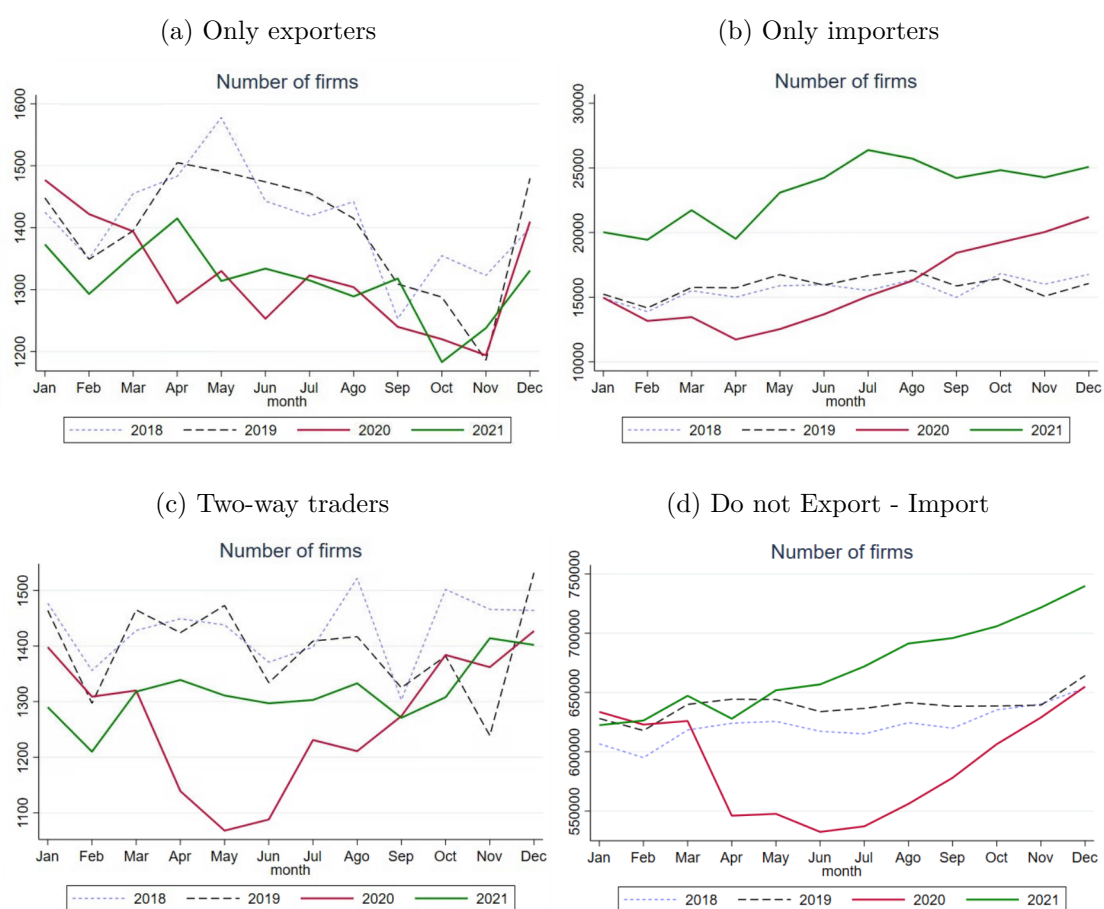 (a) Only exporters
Number of firms
1600
1500
1400
1300
1200
Jan Feb Mar Apr May Jun Jul Ago Sep Oct Nov Dec
month
2018 2019 2020 2021
(b) Only importers
Number of firms
30000
25000
20000
15000
10000
Jan Feb Mar Apr May Jun Jul Ago Sep Oct Nov Dec
month
2018 2019 2020 2021
(c) Two-way traders
Number of firms
1500
1400
1300
1200
1100
Jan Feb Mar Apr May Jun Jul Ago Sep Oct Nov Dec
month
2018 2019 2020 2021
(d) Do not Export - Import
Number of firms
750000
700000
650000
600000
550000
Jan Feb Mar Apr May Jun Jul Ago Sep Oct Nov Dec
month
2018 2019 2020 2021